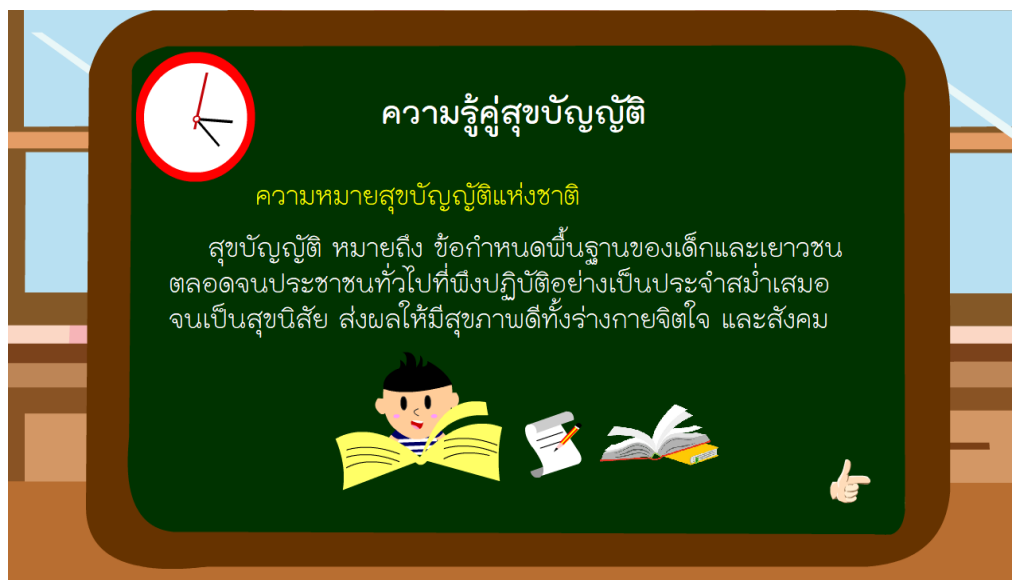 ความรู้คู่สุขบัญญัติ
ความหมายสุขบัญญัติแห่งชาติ
สุขบัญญัติ หมายถึง ข้อกำหนดพื้นฐานของเด็กและเยาวชน
ตลอดจนประชาชนทั่วไปที่พึงปฏิบัติอย่างเป็นประจำสม่ำเสมอ
จนเป็นสุขนิสัย ส่งผลให้มีสุขภาพดีทั้งร่างกายจิตใจ และสังคม